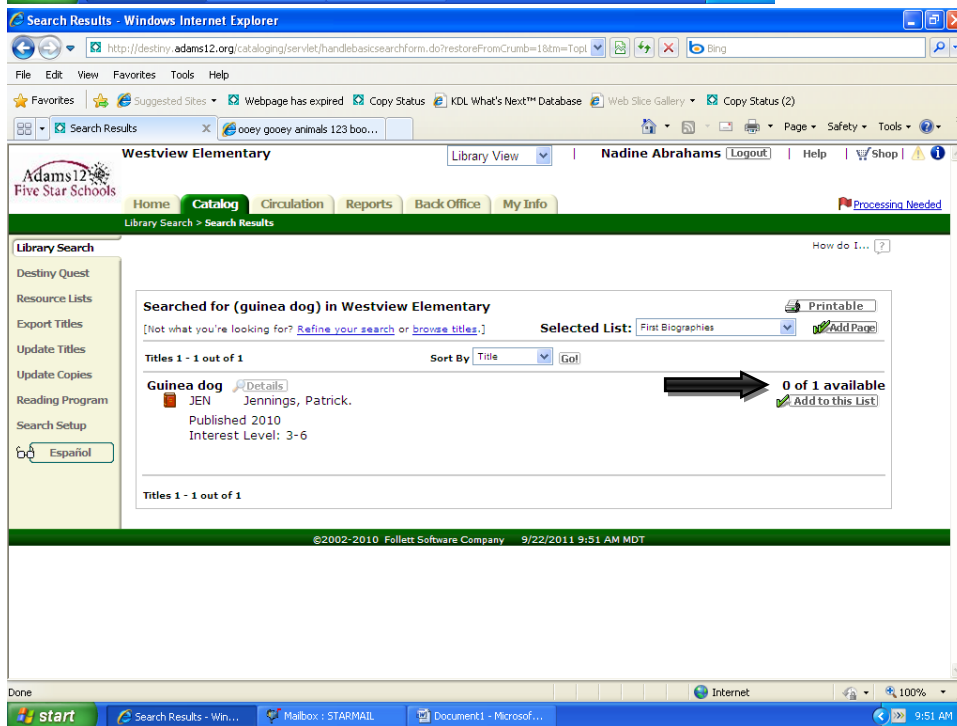 Search Results - Windows Internet Explorer
http://destiny.adams12.org/cataloging/servlet/handlebasicsearchform.do?restoreFromCrumb=1&tm=TopL
Bing
File Edit View Favorites Tools Help
Favorites Suggested Sites Webpage has expired Copy Status KDL What's Next™ Database Web Slice Gallery Copy Status (2)
Search Results X ooey gooey animals 123 boo... Page Safety Tools
Westview Elementary Library View | Nadine Abrahams Logout | Help | Shop |
Adams12
Five Star Schools
Home Catalog Circulation Reports Back Office My Info Processing Needed
Library Search > Search Results
Library Search
How do I... ?
Destiny Quest
Resource Lists
Export Titles
Update Titles
Update Copies
Reading Program
Search Setup
Español
Searched for (guinea dog) in Westview Elementary Printable
[Not what you're looking for? Refine your search or browse titles.] Selected List: First Biographies Add Page
Titles 1 - 1 out of 1 Sort By Title Go!
Guinea dog Details 0 of 1 available
JEN Jennings, Patrick. Add to this List
Published 2010
Interest Level: 3-6
Titles 1 - 1 out of 1
©2002-2010 Follett Software Company 9/22/2011 9:51 AM MDT
Done Internet 100%
start Search Results - Win... Mailbox : STARMAIL Document1 - Microsof... 9:51 AM